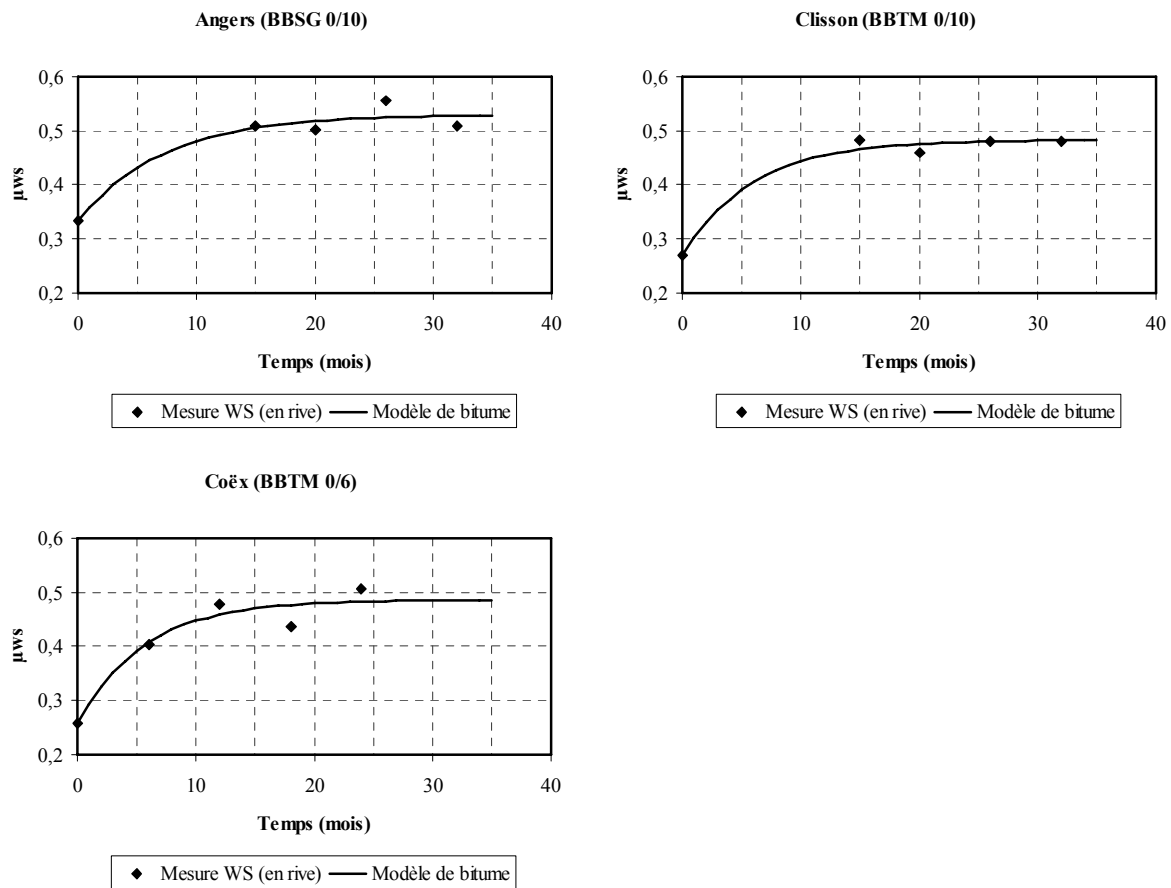 Angers (BBSG 0/10)
0,6
0,5
0,4
0,3
0,2
µws
0 10 20 30 40
Temps (mois)
Mesure WS (en rive) Modèle de bitume
Clisson (BBTM 0/10)
0,6
0,5
0,4
0,3
0,2
µws
0 10 20 30 40
Temps (mois)
Mesure WS (en rive) Modèle de bitume
Coëx (BBTM 0/6)
0,6
0,5
0,4
0,3
0,2
µws
0 10 20 30 40
Temps (mois)
Mesure WS (en rive) Modèle de bitume